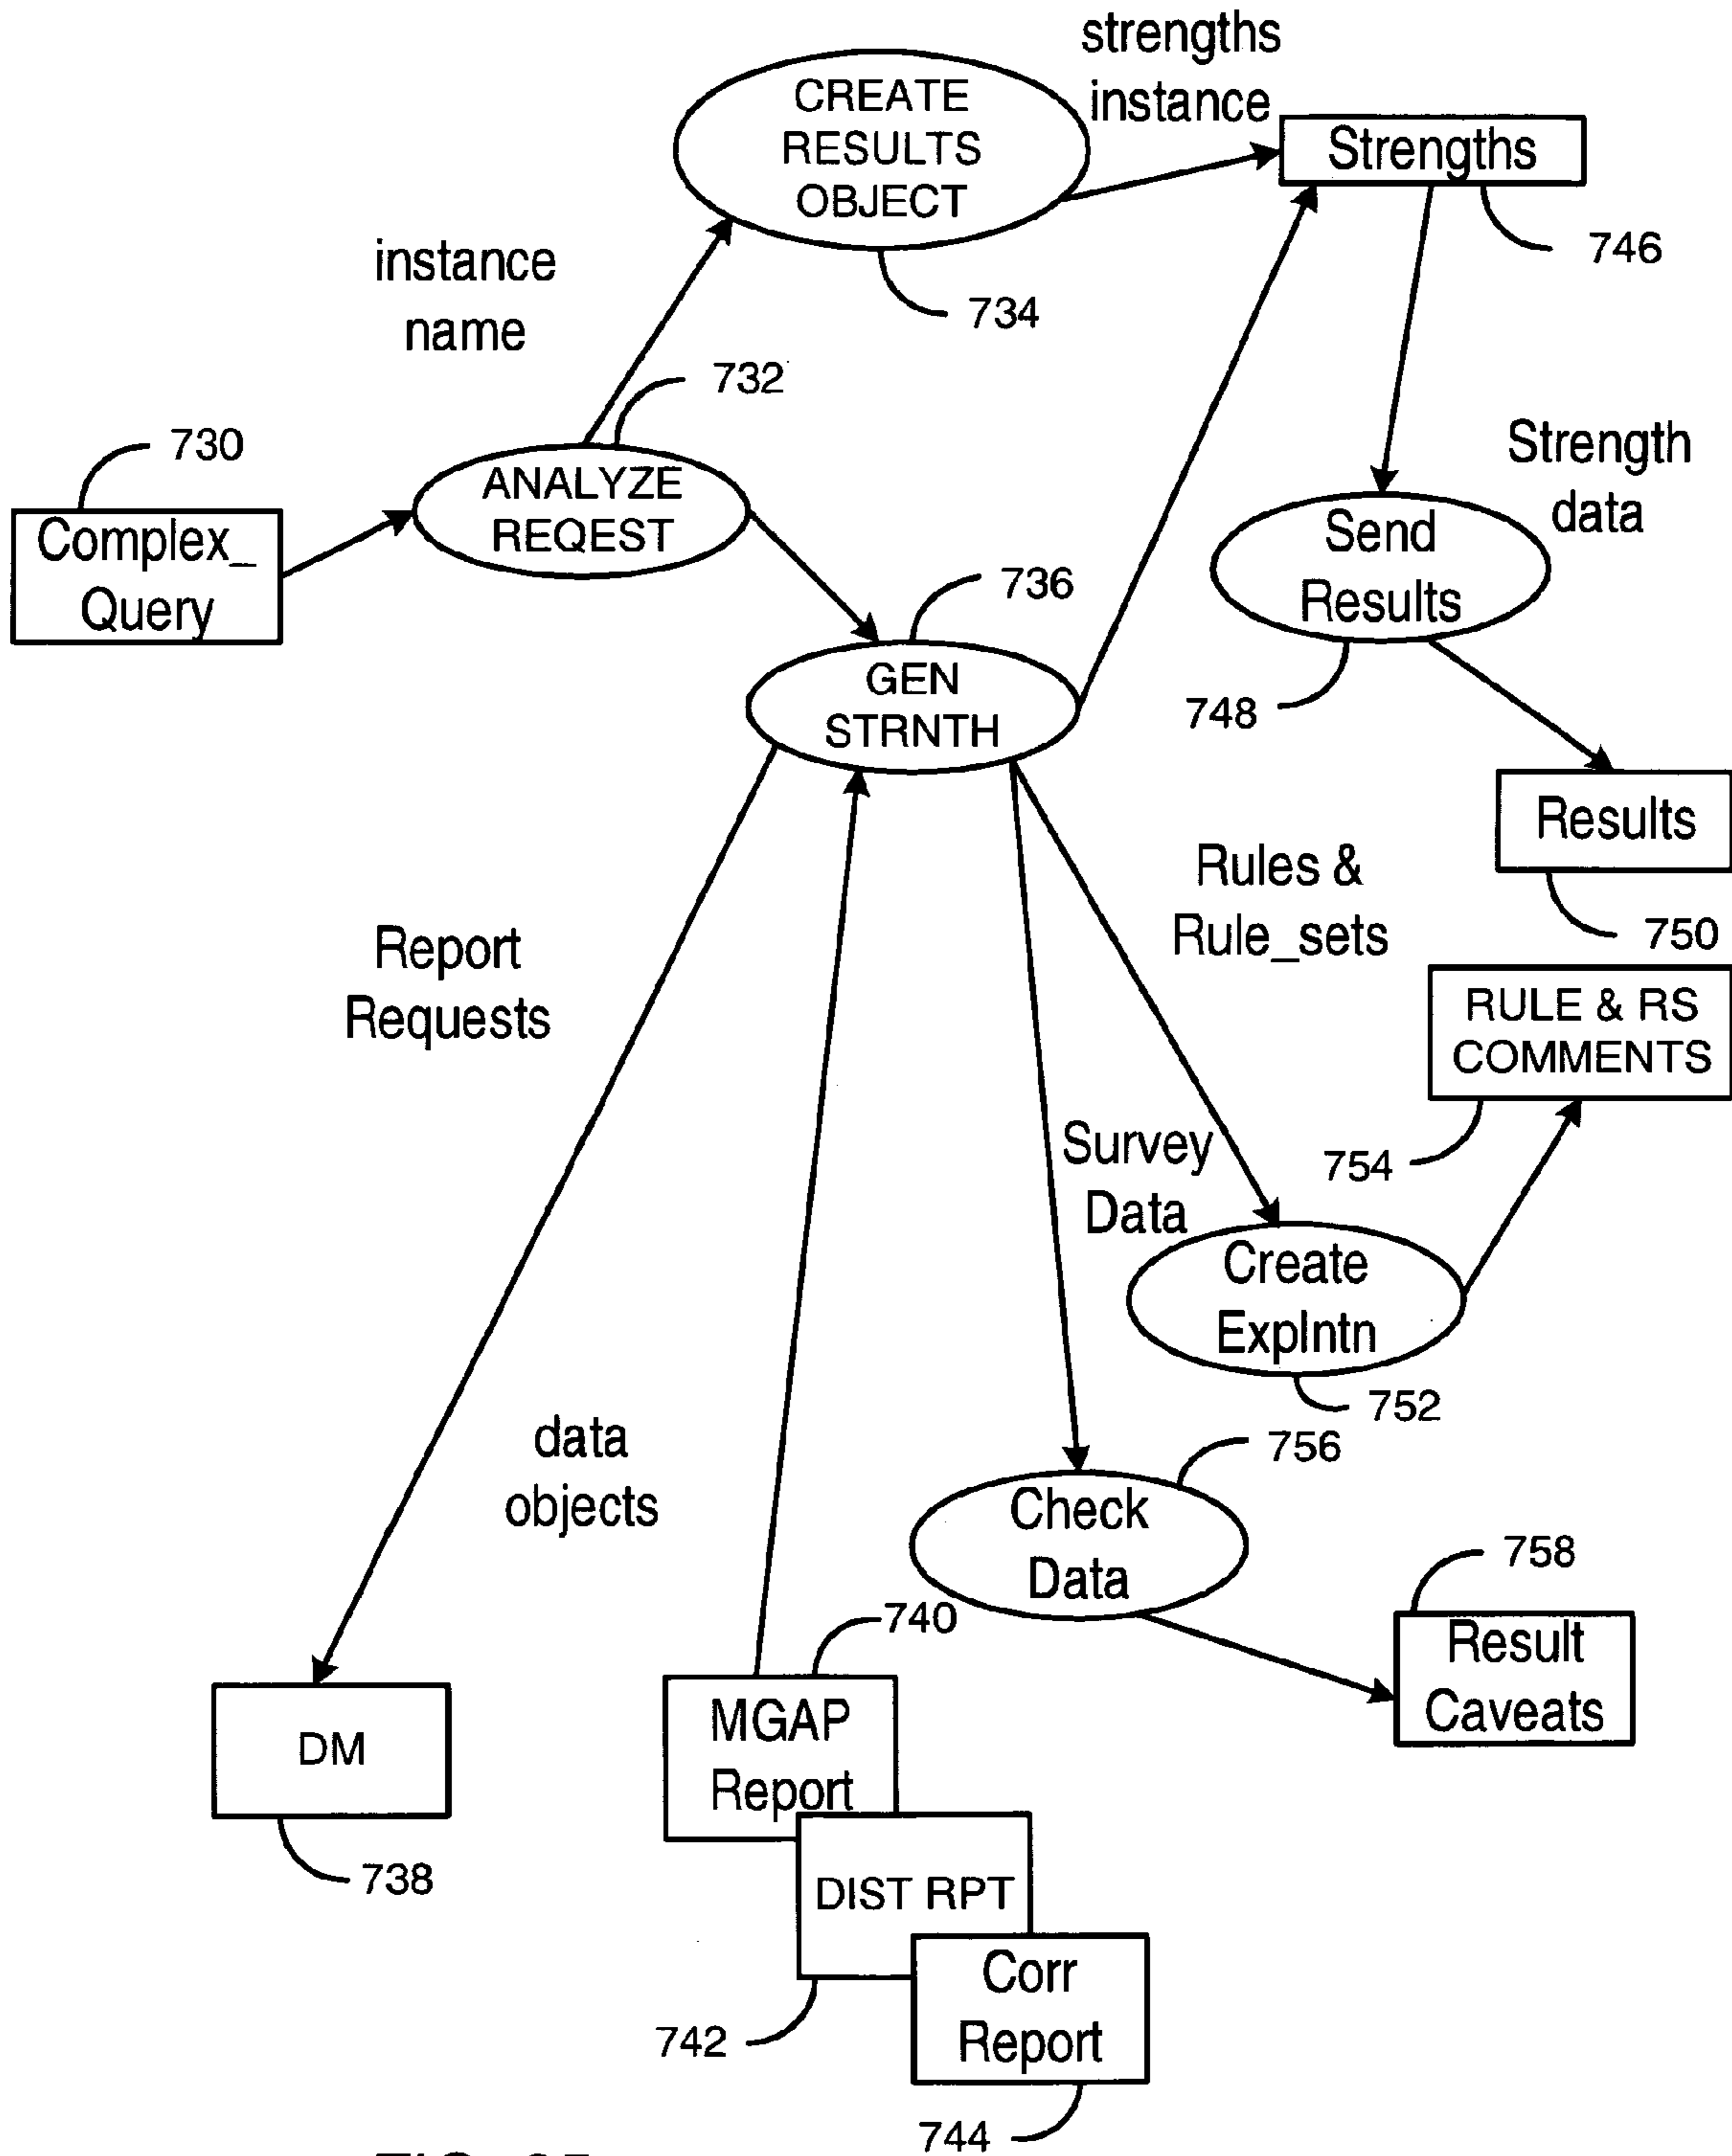 strengths
instance
CREATE
RESULTS
OBJECT
Strengths
746
734
instance
name
732
730
ANALYZE
REQEST
Complex_
Query
Strength
data
Send
Results
736
GEN
STRNTH
748
Results
750
Rules &
Rule_sets
Report
Requests
RULE & RS
COMMENTS
754
Survey
Data
Create
Explntn
752
756
data
objects
Check
Data
758
Result
Caveats
740
MGAP
Report
DM
738
DIST RPT
742
Corr
Report
744